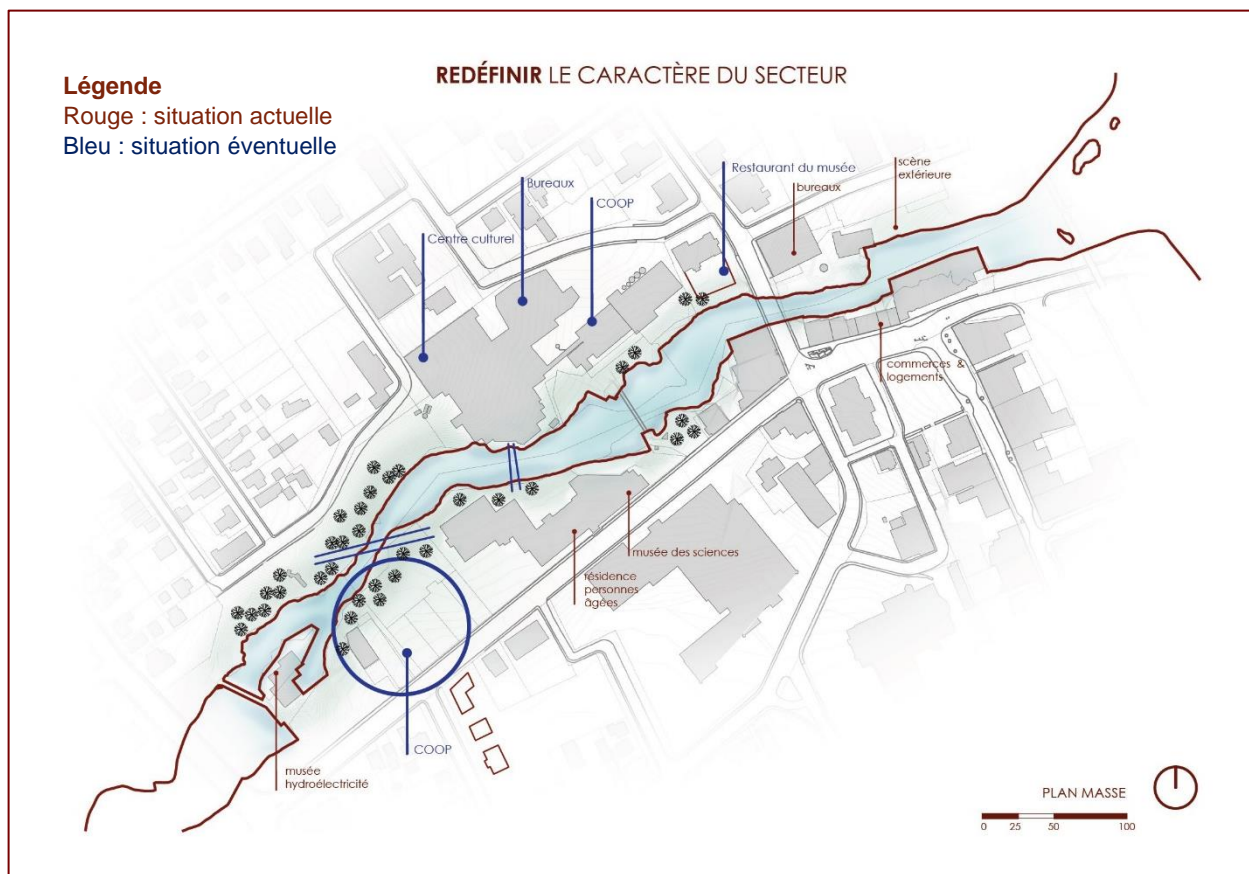 REDÉFINIR LE CARACTÈRE DU SECTEUR
Légende
Rouge : situation actuelle
Bleu : situation éventuelle
Centre culturel
Bureaux
COOP
Restaurant du musée
bureaux
scène
extérieure
commerces &
logements
musée des sciences
résidence
personnes
âgées
COOP
musée
hydroélectricité
PLAN MASSE
0 25 50 100